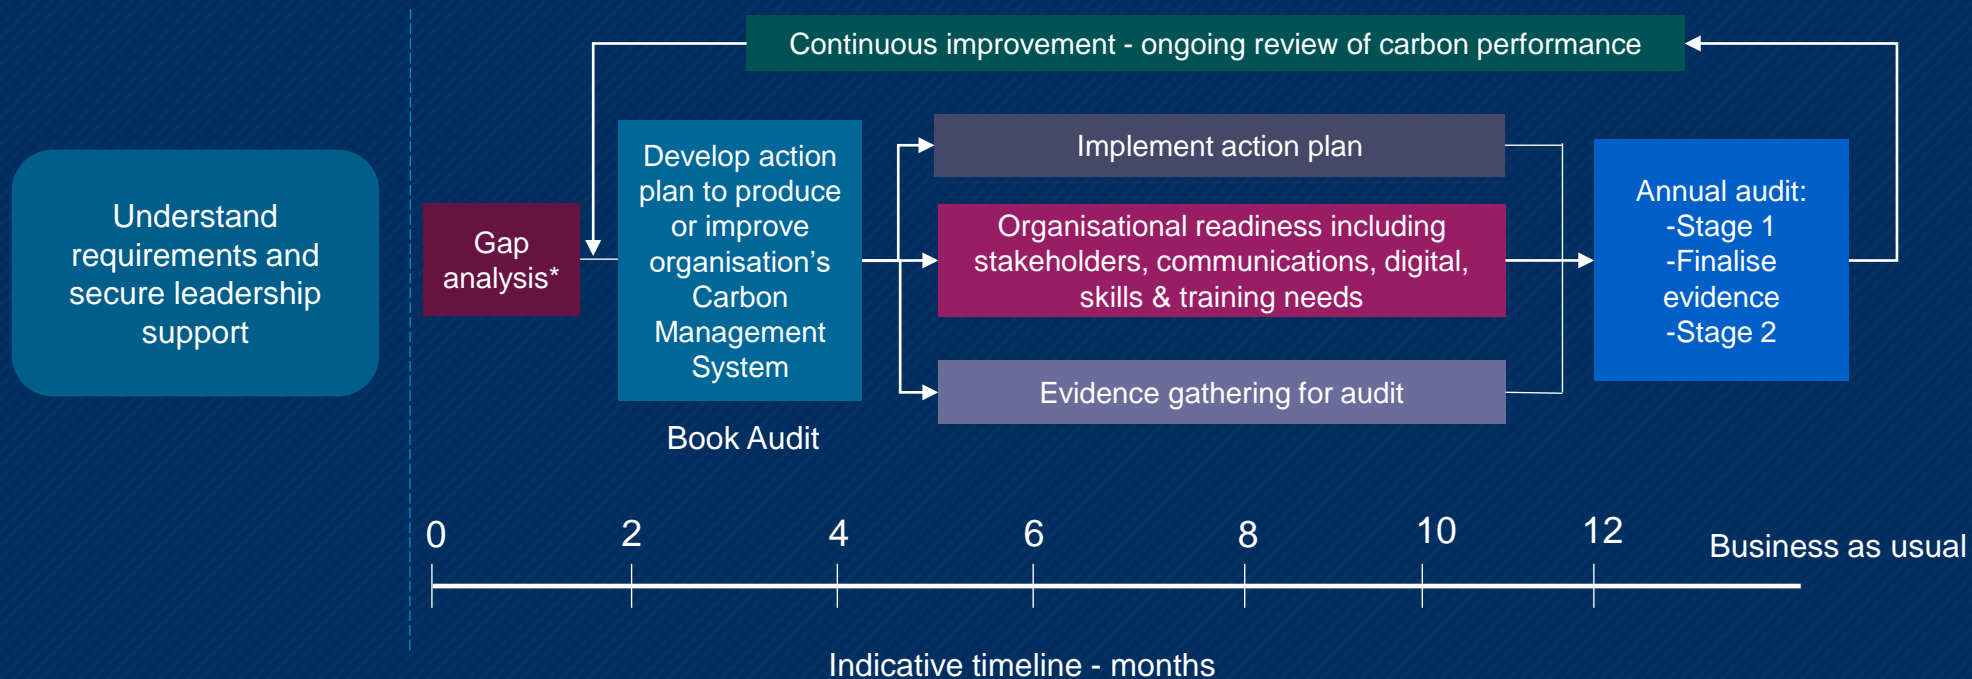 Continuous improvement - ongoing review of carbon performance
Understand
requirements and
secure leadership
support
Gap
analysis*
Develop action
plan to produce
or improve
organisation’s
Carbon
Management
System
Book Audit
Implement action plan
Organisational readiness including
stakeholders, communications, digital,
skills & training needs
Evidence gathering for audit
Annual audit:
-Stage 1
-Finalise
evidence
-Stage 2
0 2 4 6 8 10 12
Business as usual
Indicative timeline - months